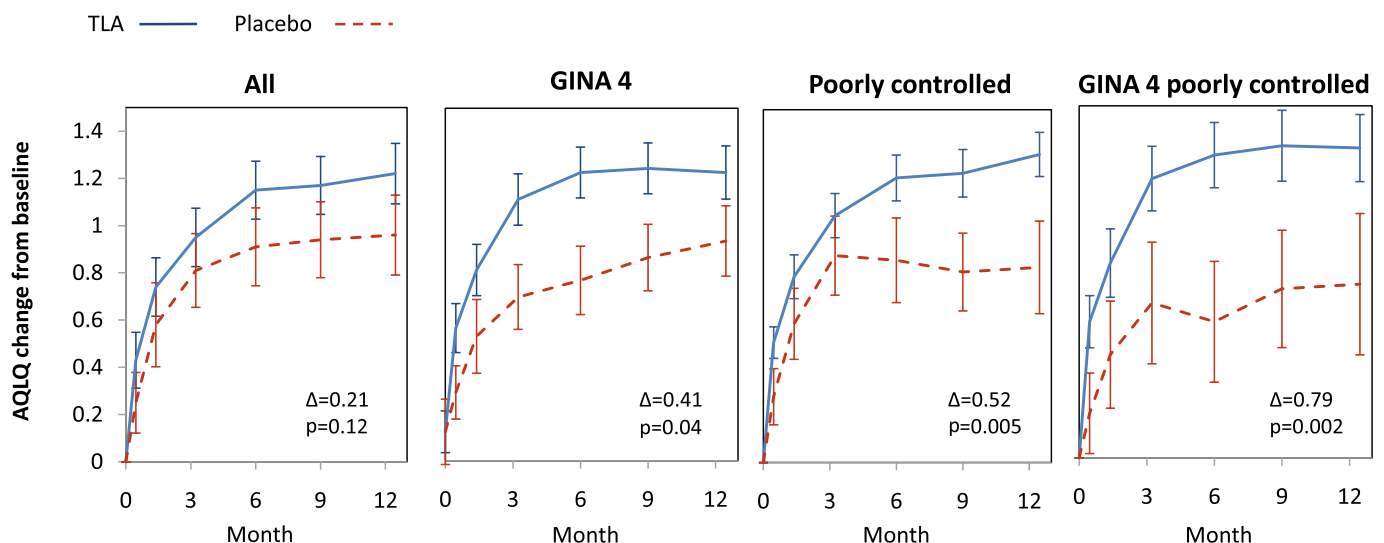 TLA Placebo
All
GINA 4
Poorly controlled
GINA 4 poorly controlled
AQLQ change from baseline
1.4
1.2
1
0.8
0.6
0.4
0.2
0
Δ=0.21
p=0.12
0 3 6 9 12
Month
Δ=0.41
p=0.04
0 3 6 9 12
Month
Δ=0.52
p=0.005
0 3 6 9 12
Month
Δ=0.79
p=0.002
0 3 6 9 12
Month